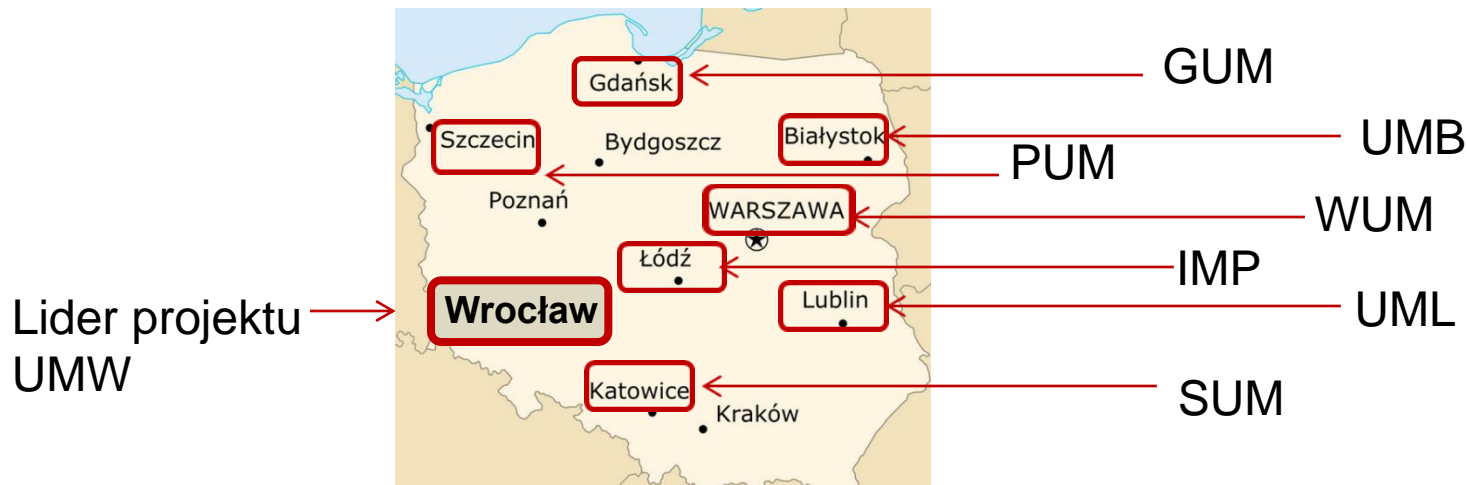 GUM
Gdańsk
UMB
Szczecin
Bydgoszcz
Białystok
PUM
Poznań
WARSZAWA
WUM
Łódź
IMP
Lider projektu
UMW
Wrocław
Lublin
UML
Katowice
SUM
Kraków